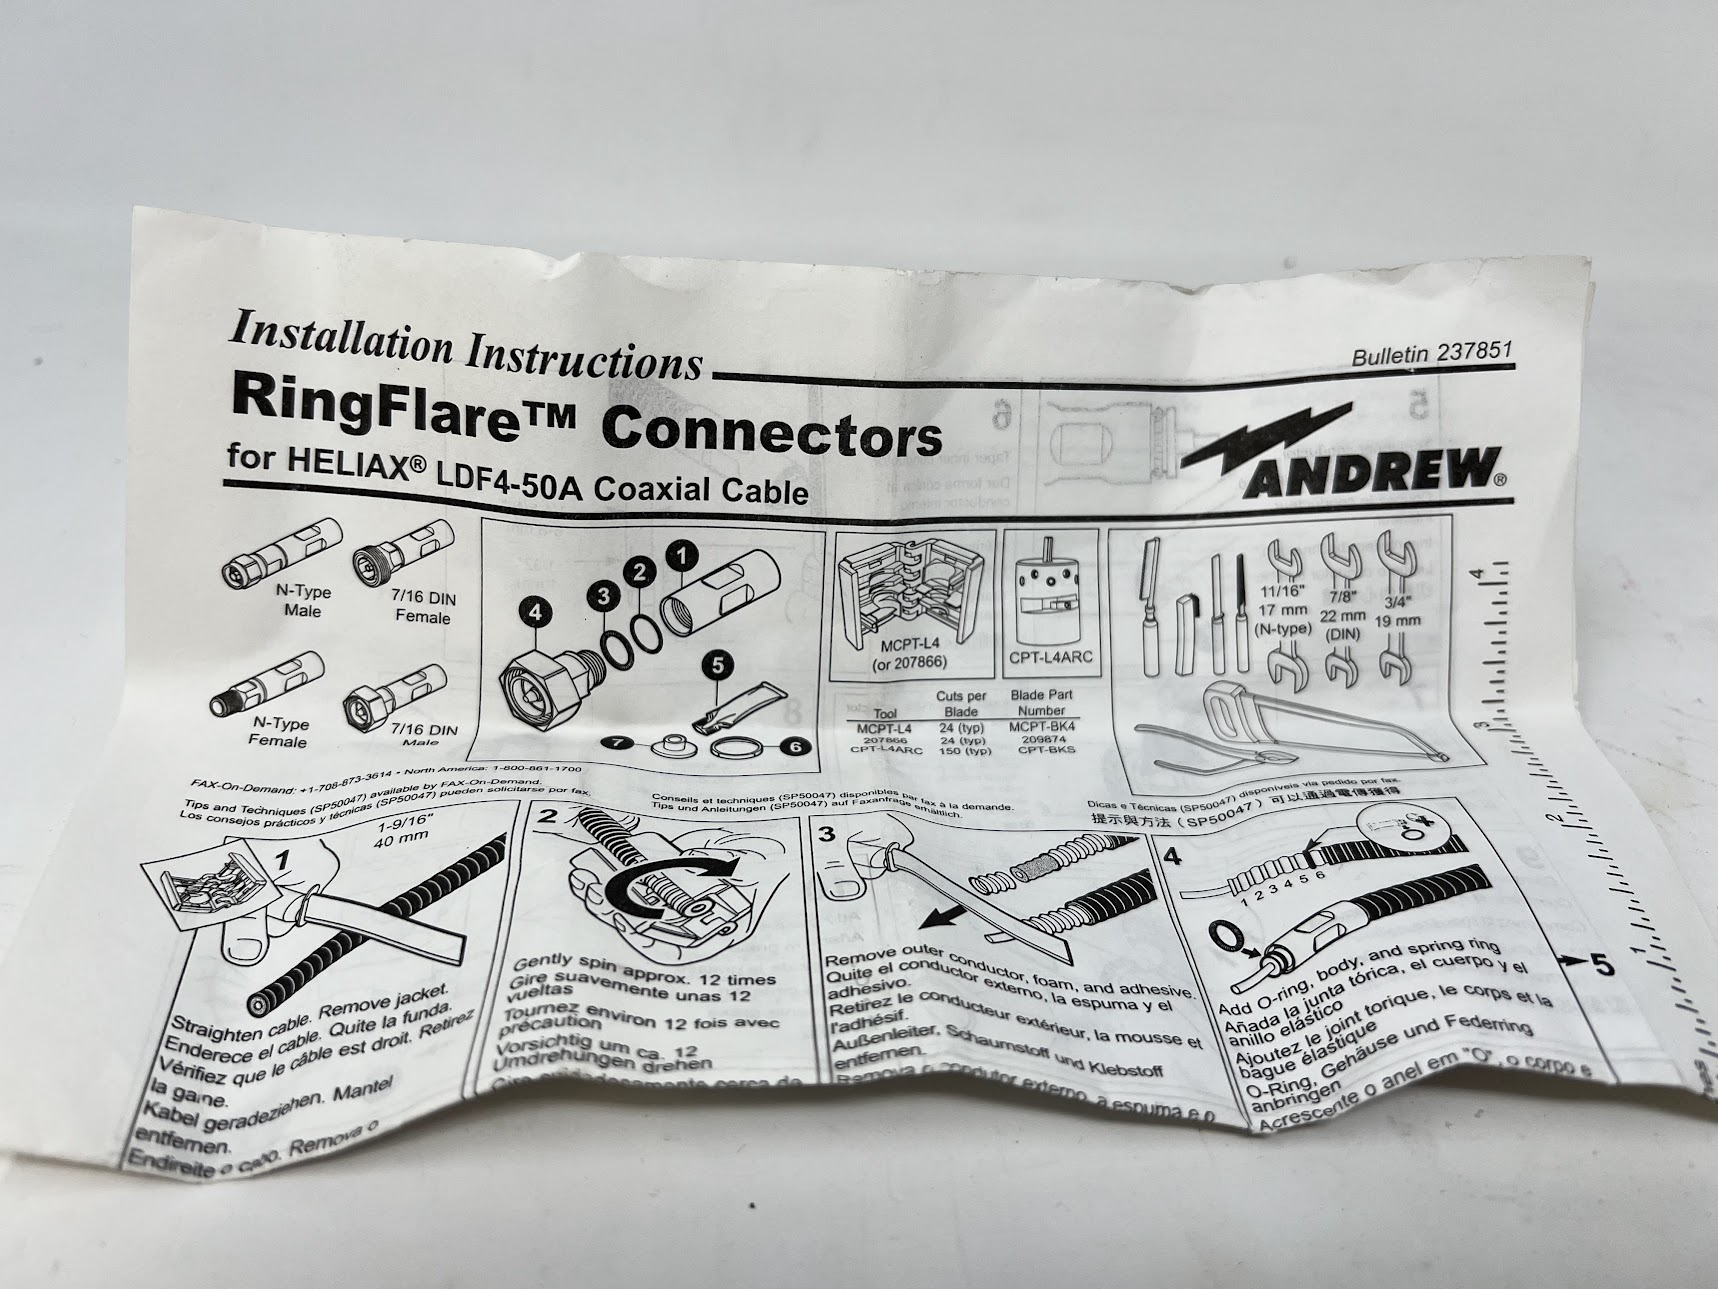 Installation Instructions
Bulletin 237851
RingFlare™ Connectors
for HELIAX® LDF4-50A Coaxial Cable
ANDREW®
N-Type
Male
7/16 DIN
Female
N-Type
Female
7/16 DIN
Male
1
2
3
4
5
6
7
MCPT-L4
(or 207866)
CPT-L4ARC
Tool Cuts per Blade Blade Part Number
MCPT-L4 24 (typ) MCPT-BK4
207866 24 (typ) 209874
CPT-L4ARC 150 (typ) CPT-BKS
11/16"
17 mm
(N-type)
7/8"
22 mm
(DIN)
3/4"
19 mm
4
3
2
1
FAX-On-Demand: +1-708-873-3614 • North America: 1-800-861-1700
Tips and Techniques (SP50047) available by FAX-On-Demand.
Los consejos prácticos y técnicas (SP50047) pueden solicitarse por fax.
Conseils et techniques (SP50047) disponibles par fax à la demande.
Tips und Anleitungen (SP50047) auf Faxanfrage erhältlich.
Dicas e Técnicas (SP50047) disponíveis via pedido por fax.
提示與方法（SP50047）可以通過電傳獲得
1
1-9/16"
40 mm
Straighten cable. Remove jacket.
Enderece el cable. Quite la funda.
Vérifiez que le câble est droit. Retirez
la gaine.
Kabel geradeziehen. Mantel
entfernen.
Endireite o cabo. Remova o
2
Gently spin approx. 12 times
Gire suavemente unas 12
vueltas
Tournez environ 12 fois avec
précaution
Vorsichtig um ca. 12
Umdrehungen drehen
Gire cuidadosamente cerca de
3
Remove outer conductor, foam, and adhesive.
Quite el conductor externo, la espuma y el
adhesivo.
Retirez le conducteur extérieur, la mousse et
l'adhésif.
Außenleiter, Schaumstoff und Klebstoff
entfernen.
Remova o condutor externo, a espuma e o
4
1 2 3 4 5 6
Add O-ring, body, and spring ring
Añada la junta tórica, el cuerpo y el
anillo elástico
Ajoutez le joint torique, le corps et la
bague élastique
O-Ring, Gehäuse und Federring
anbringen
Acrescente o anel em "O", o corpo e
5